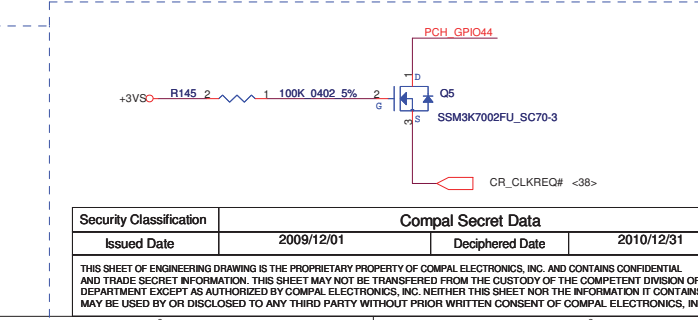 PCH_GPIO44
1
D
+3VS
R145
2
1
100K_0402_5%
2
G
Q5
SSM3K7002FU_SC70-3
3
S
CR_CLKREQ# <38>
Security Classification
Compal Secret Data
Issued Date
2009/12/01
Deciphered Date
2010/12/31
THIS SHEET OF ENGINEERING DRAWING IS THE PROPRIETARY PROPERTY OF COMPAL ELECTRONICS, INC. AND CONTAINS CONFIDENTIAL
AND TRADE SECRET INFORMATION. THIS SHEET MAY NOT BE TRANSFERED FROM THE CUSTODY OF THE COMPETENT DIVISION OF
DEPARTMENT EXCEPT AS AUTHORIZED BY COMPAL ELECTRONICS, INC. NEITHER THIS SHEET NOR THE INFORMATION IT CONTAINS
MAY BE USED BY OR DISCLOSED TO ANY THIRD PARTY WITHOUT PRIOR WRITTEN CONSENT OF COMPAL ELECTRONICS, IN